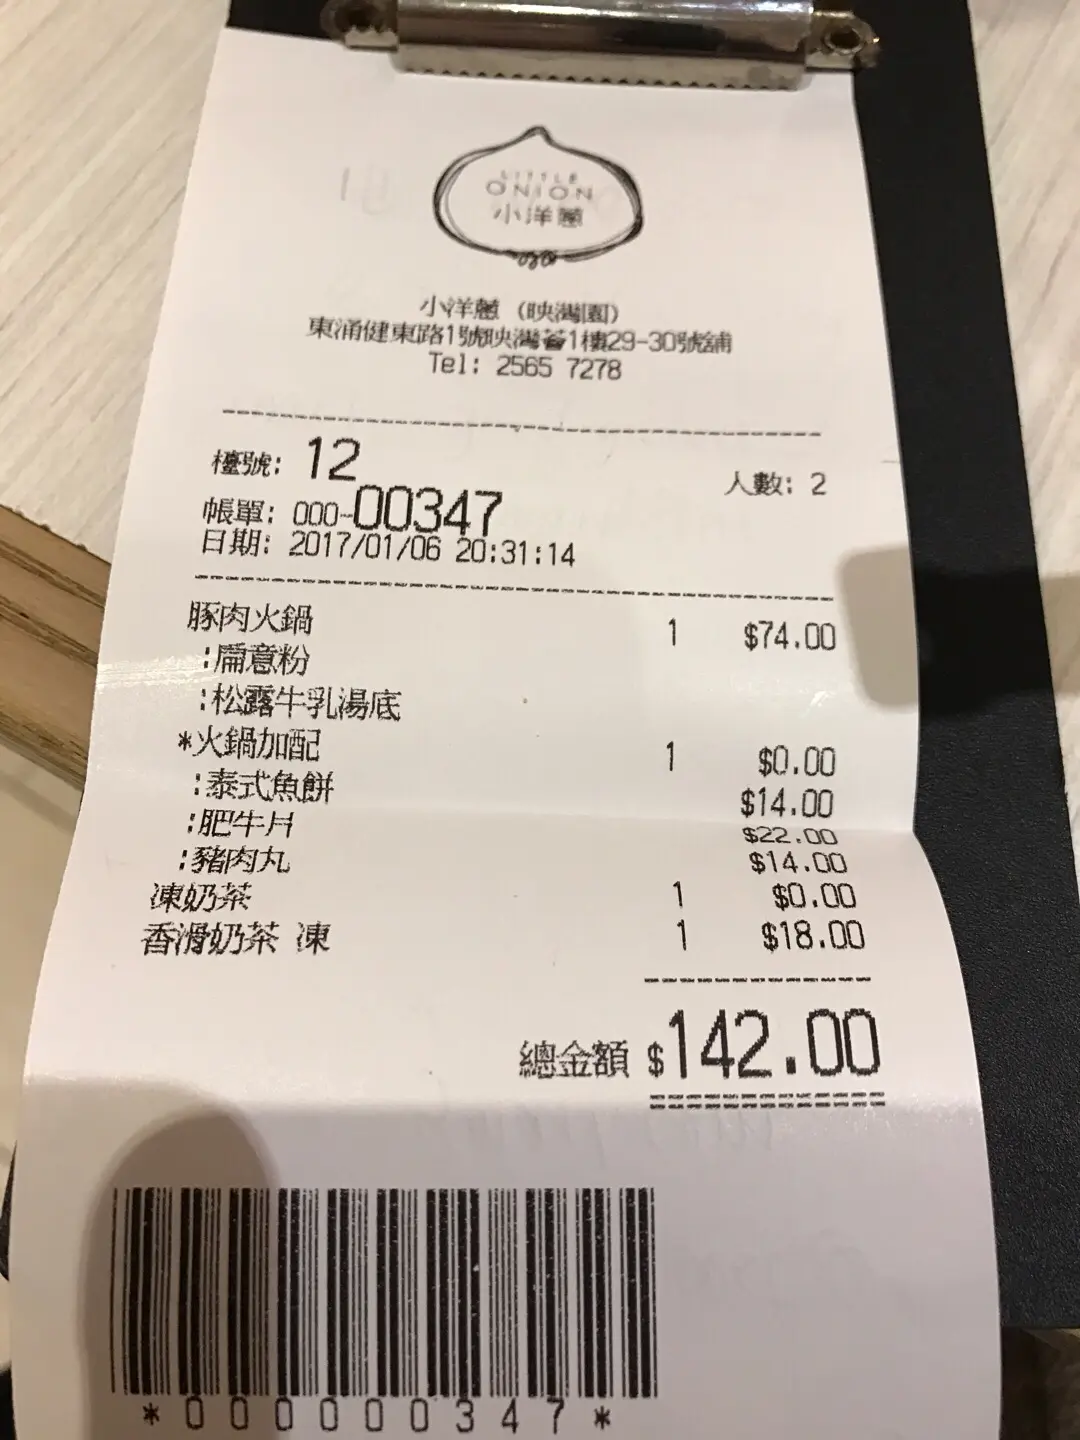 LITTLE
ONION
小洋蔥
小洋蔥 (映灣園)
東涌健東路1號映灣薈1樓29-30號舖
Tel: 2565 7278
檯號: 12
人數: 2
帳單: 000-00347
日期: 2017/01/06 20:31:14
豚肉火鍋 1 $74.00
:扁意粉
:松露牛乳湯底
*火鍋加配 1 $0.00
:泰式魚餅 $14.00
:肥牛片 $22.00
:豬肉丸 $14.00
凍奶茶 1 $0.00
香滑奶茶 凍 1 $18.00
總金額 $142.00
*000000347*